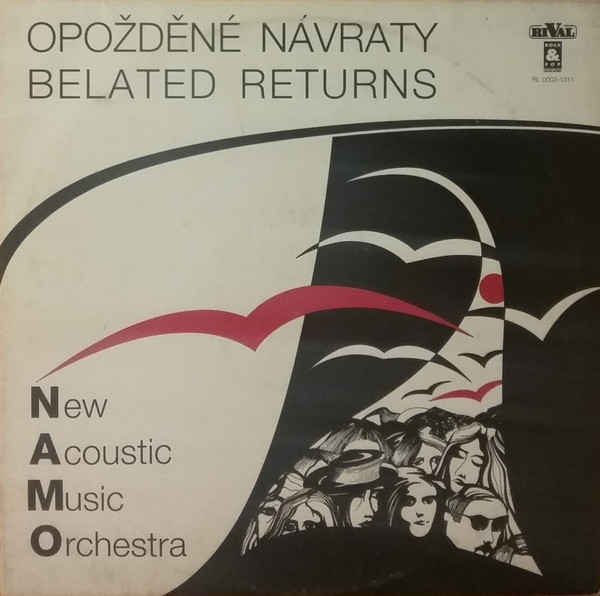 OPOŽDĚNÉ NÁVRATY
BELATED RETURNS
RiVAL
ROCK
&
POP
RL 0003-1311
New
Acoustic
Music
Orchestra